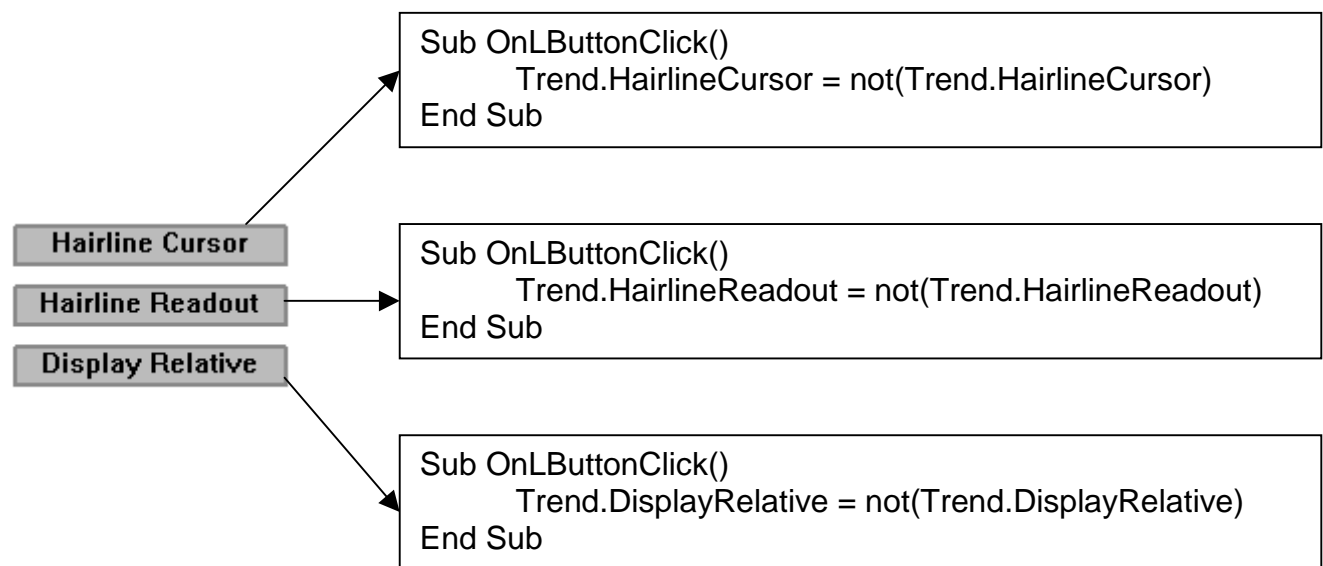 Sub OnLButtonClick()
Trend.HairlineCursor = not(Trend.HairlineCursor)
End Sub
Hairline Cursor
Hairline Readout
Display Relative
Sub OnLButtonClick()
Trend.HairlineReadout = not(Trend.HairlineReadout)
End Sub
Sub OnLButtonClick()
Trend.DisplayRelative = not(Trend.DisplayRelative)
End Sub